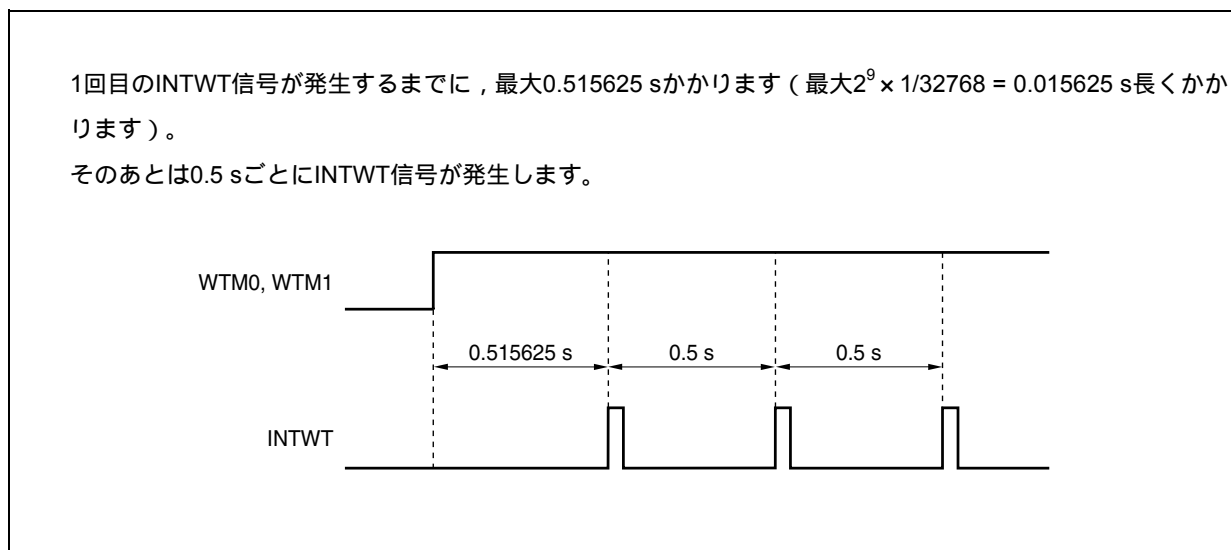 1回目のINTWT信号が発生するまでに，最大0.515625 sかかります（最大2⁹ × 1/32768 = 0.015625 s長くかか
ります）。
そのあとは0.5 sごとにINTWT信号が発生します。
WTM0, WTM1
0.515625 s
0.5 s
0.5 s
INTWT